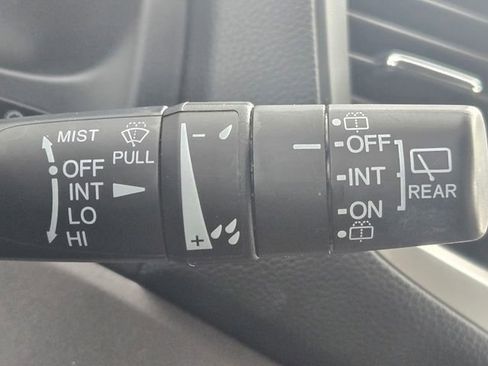 MIST
PULL
OFF
INT
LO
HI
−
+
OFF
INT
ON
REAR